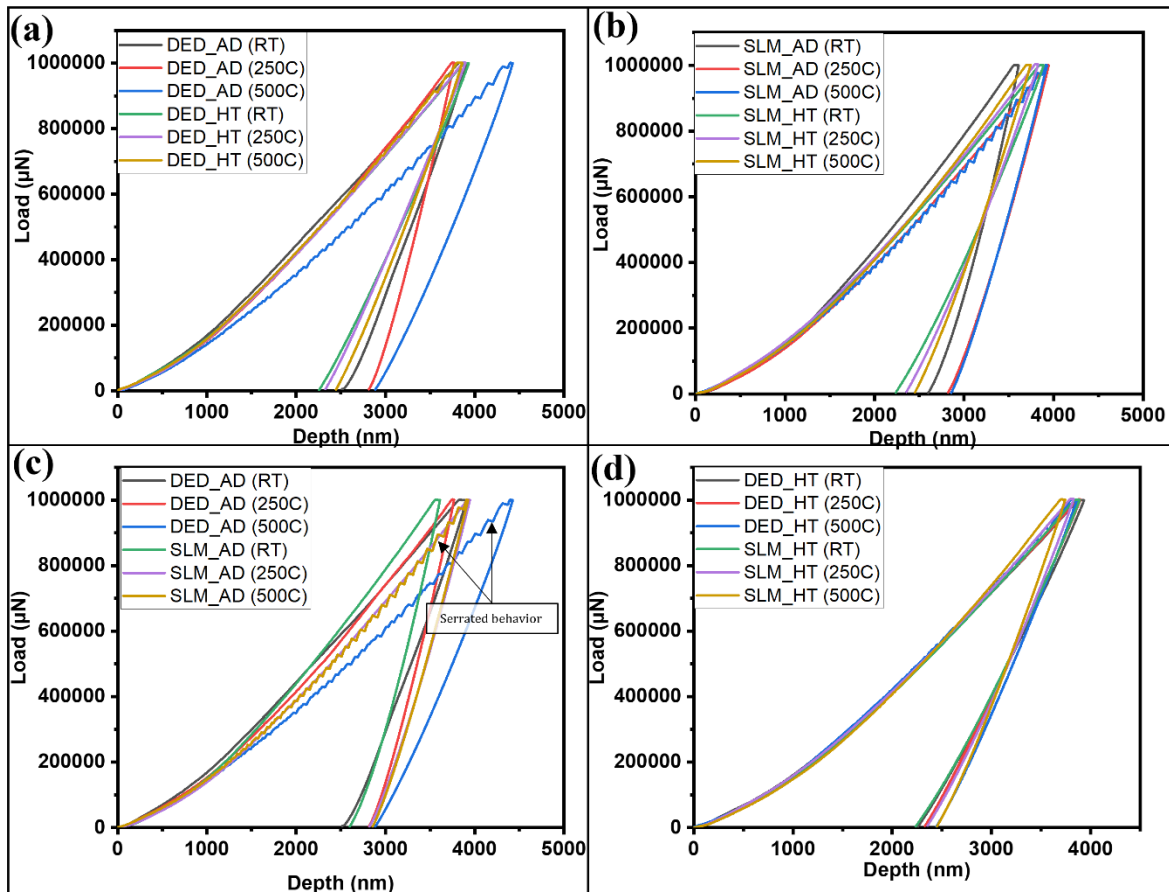 (a)
DED_AD (RT)
DED_AD (250C)
DED_AD (500C)
DED_HT (RT)
DED_HT (250C)
DED_HT (500C)
1000000
800000
600000
400000
200000
0
Load (µN)
0 1000 2000 3000 4000 5000
Depth (nm)
(b)
SLM_AD (RT)
SLM_AD (250C)
SLM_AD (500C)
SLM_HT (RT)
SLM_HT (250C)
SLM_HT (500C)
1000000
800000
600000
400000
200000
0
Load (µN)
0 1000 2000 3000 4000 5000
Depth (nm)
(c)
DED_AD (RT)
DED_AD (250C)
DED_AD (500C)
SLM_AD (RT)
SLM_AD (250C)
SLM_AD (500C)
Serrated behavior
1000000
800000
600000
400000
200000
0
Load (µN)
0 1000 2000 3000 4000 5000
Depth (nm)
(d)
DED_HT (RT)
DED_HT (250C)
DED_HT (500C)
SLM_HT (RT)
SLM_HT (250C)
SLM_HT (500C)
1000000
800000
600000
400000
200000
0
Load (µN)
0 1000 2000 3000 4000
Depth (nm)